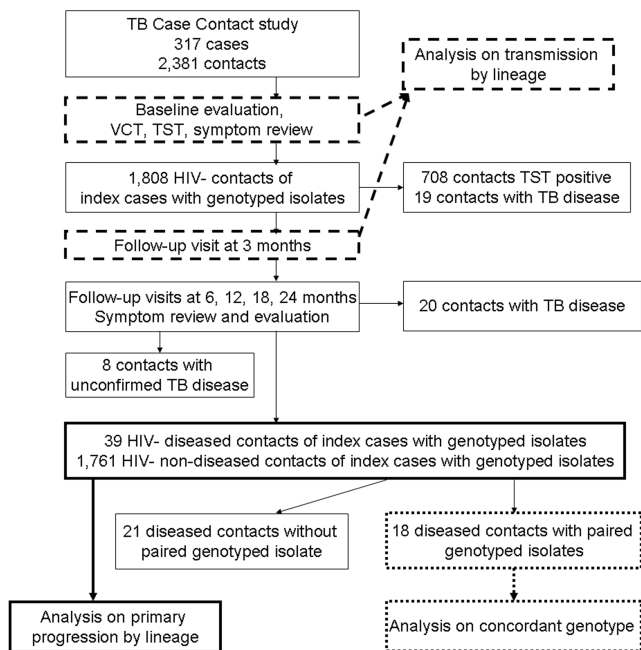 TB Case Contact study
317 cases
2,381 contacts
Analysis on transmission
by lineage
Baseline evaluation,
VCT, TST, symptom review
1,808 HIV- contacts of
index cases with genotyped isolates
708 contacts TST positive
19 contacts with TB disease
Follow-up visit at 3 months
Follow-up visits at 6, 12, 18, 24 months
Symptom review and evaluation
20 contacts with TB disease
8 contacts with
unconfirmed TB disease
39 HIV- diseased contacts of index cases with genotyped isolates
1,761 HIV- non-diseased contacts of index cases with genotyped isolates
21 diseased contacts without
paired genotyped isolate
18 diseased contacts with paired
genotyped isolates
Analysis on primary
progression by lineage
Analysis on concordant genotype